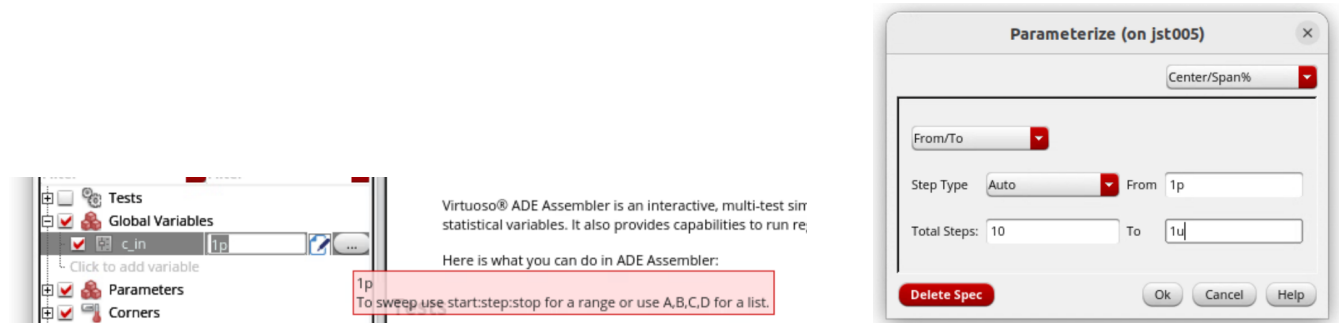 Tests
Global Variables
c_in 1p ...
Click to add variable
Parameters
Corners
Virtuoso® ADE Assembler is an interactive, multi-test sim
statistical variables. It also provides capabilities to run re
Here is what you can do in ADE Assembler:
1p
To sweep use start:step:stop for a range or use A,B,C,D for a list.
Tests
Parameterize (on jst005)
Center/Span%
From/To
Step Type Auto From 1p
Total Steps: 10 To 1u
Delete Spec Ok Cancel Help